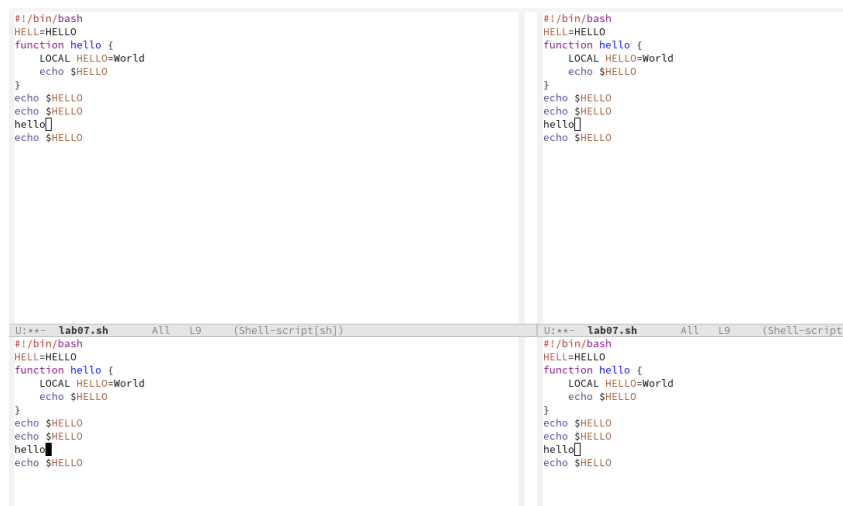 #!/bin/bash
HELL=HELLO
function hello {
    LOCAL HELLO=World
    echo $HELLO
}
echo $HELLO
echo $HELLO
hello
echo $HELLO
U:**-  lab07.sh       All   L9     (Shell-script[sh])
#!/bin/bash
HELL=HELLO
function hello {
    LOCAL HELLO=World
    echo $HELLO
}
echo $HELLO
echo $HELLO
hello
echo $HELLO
U:**-  lab07.sh       All   L9     (Shell-script
#!/bin/bash
HELL=HELLO
function hello {
    LOCAL HELLO=World
    echo $HELLO
}
echo $HELLO
echo $HELLO
hello
echo $HELLO
#!/bin/bash
HELL=HELLO
function hello {
    LOCAL HELLO=World
    echo $HELLO
}
echo $HELLO
echo $HELLO
hello
echo $HELLO